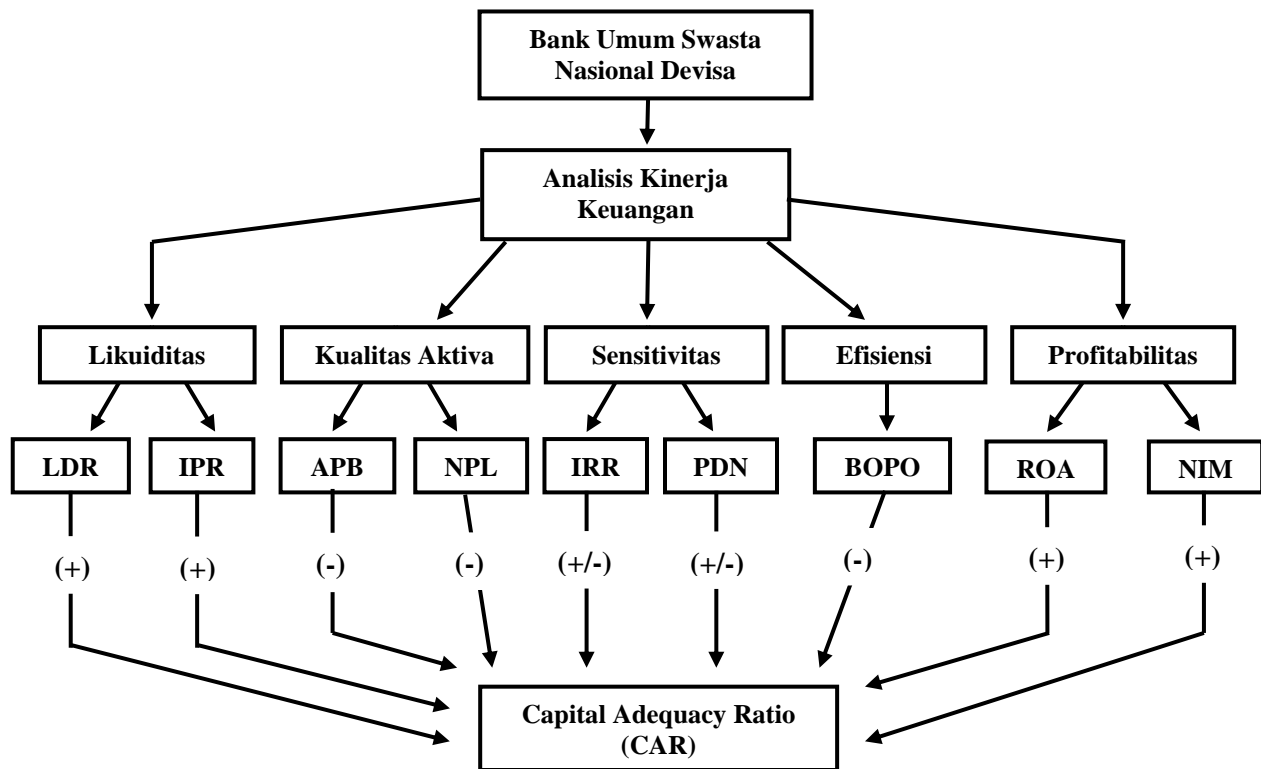 Bank Umum Swasta
Nasional Devisa
Analisis Kinerja
Keuangan
Likuiditas
Kualitas Aktiva
Sensitivitas
Efisiensi
Profitabilitas
LDR
IPR
APB
NPL
IRR
PDN
BOPO
ROA
NIM
(+)
(+)
(-)
(-)
(+/-)
(+/-)
(-)
(+)
(+)
Capital Adequacy Ratio
(CAR)